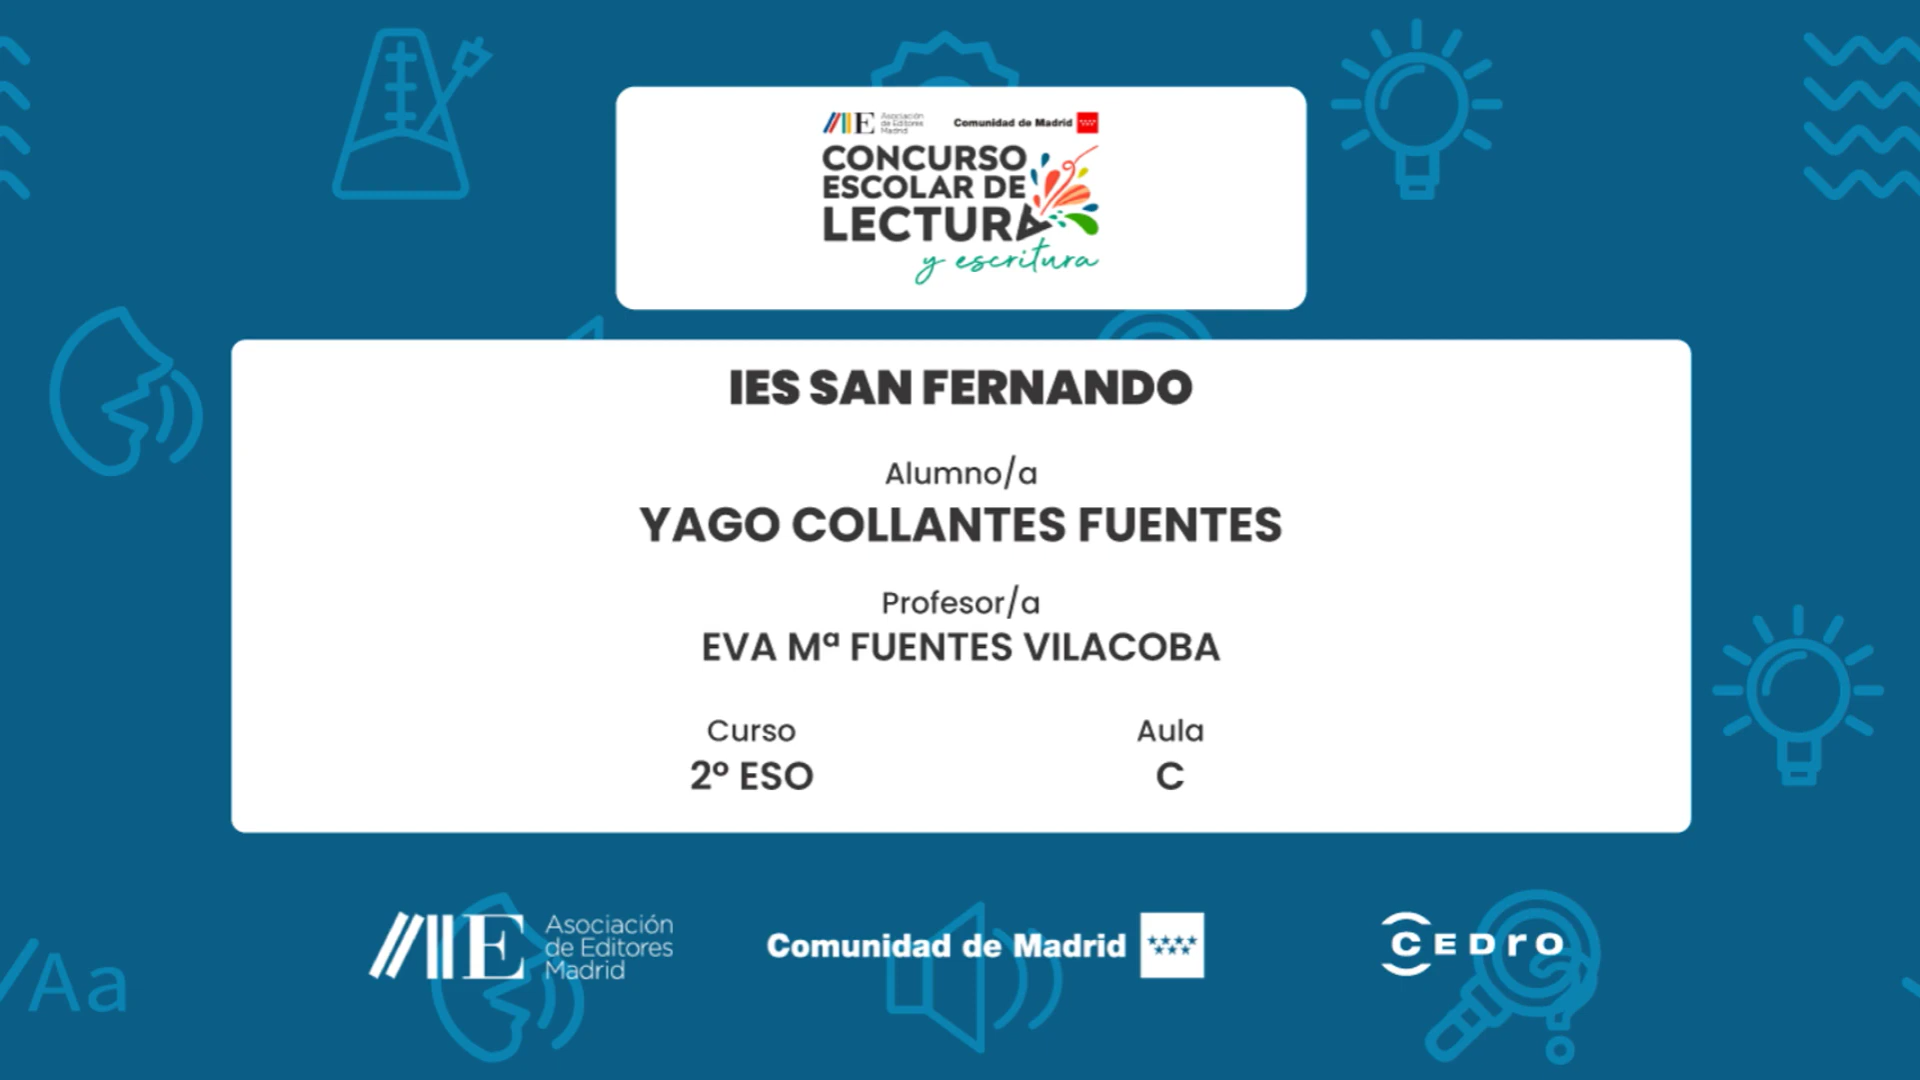 Asociación
de Editores
Madrid
Comunidad de Madrid
CONCURSO
ESCOLAR DE
LECTURA
y escritura
IES SAN FERNANDO
Alumno/a
YAGO COLLANTES FUENTES
Profesor/a
EVA Mª FUENTES VILACOBA
Curso
Aula
2º ESO
C
Asociación
de Editores
Madrid
Comunidad de Madrid
CEDRO
Aa